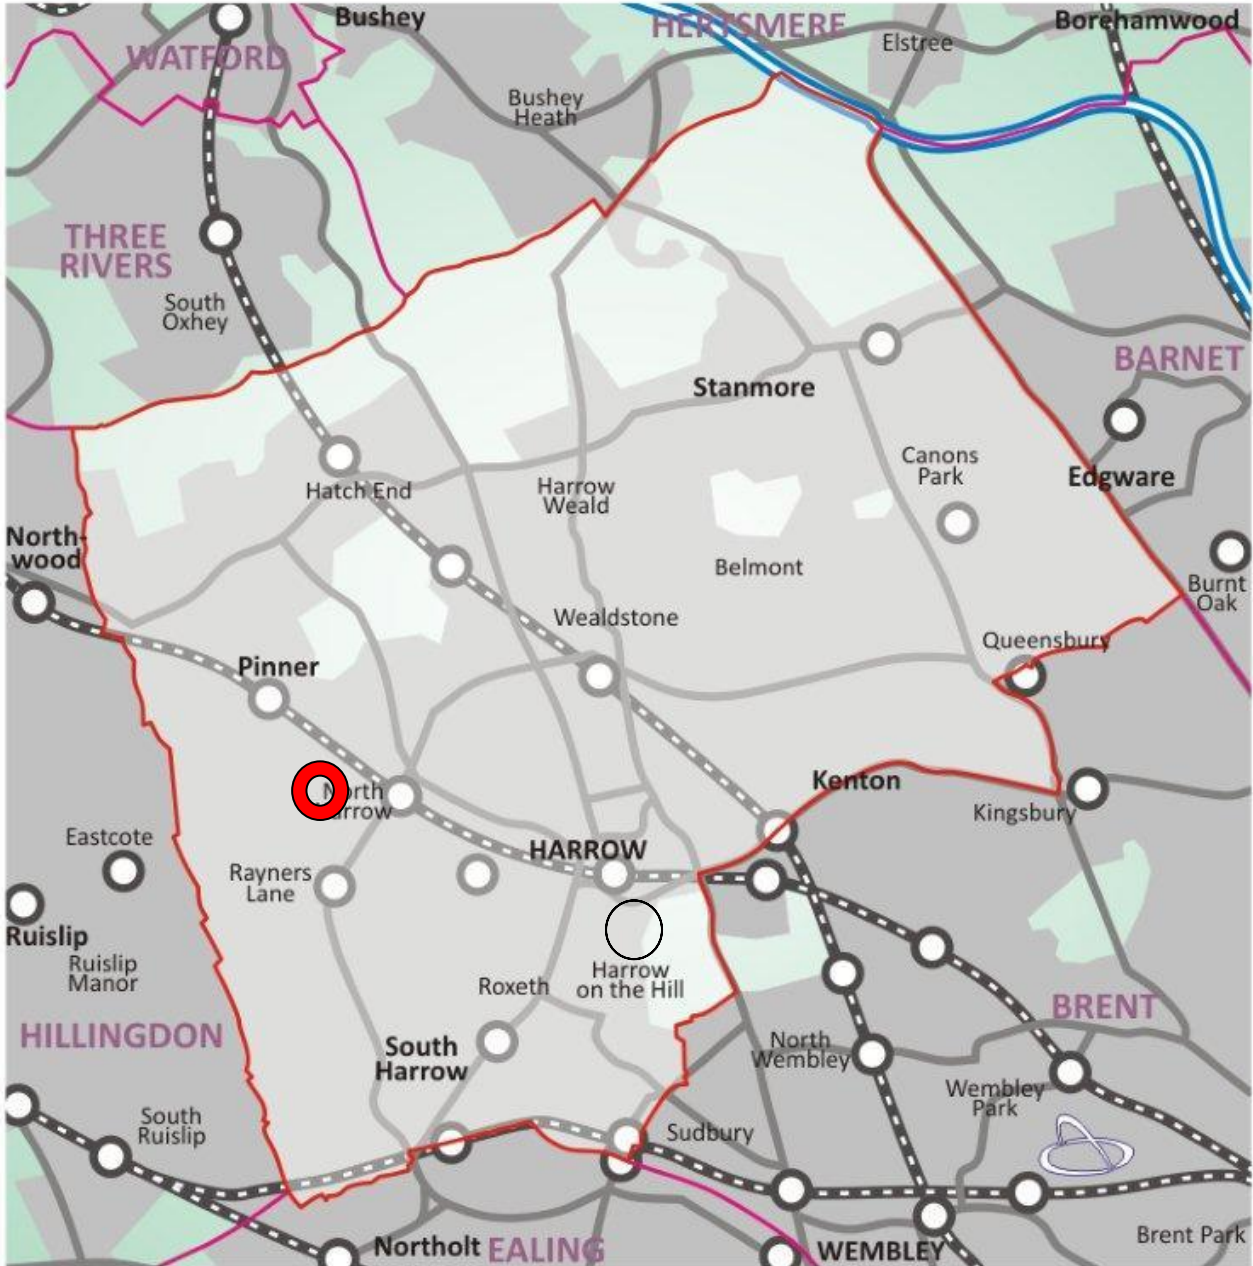 Bushey
HERTSMERE
Borehamwood
WATFORD
Elstree
Bushey
Heath
THREE
RIVERS
South
Oxhey
BARNET
Stanmore
Canons
Park
Edgware
Hatch End
Harrow
Weald
North-
wood
Belmont
Burnt
Oak
Wealdstone
Queensbury
Pinner
Kenton
North
Harrow
Kingsbury
Eastcote
HARROW
Rayners
Lane
Ruislip
Ruislip
Manor
Harrow
on the Hill
Roxeth
BRENT
HILLINGDON
South
Harrow
North
Wembley
Wembley
Park
South
Ruislip
Sudbury
Brent Park
Northolt
EALING
WEMBLEY